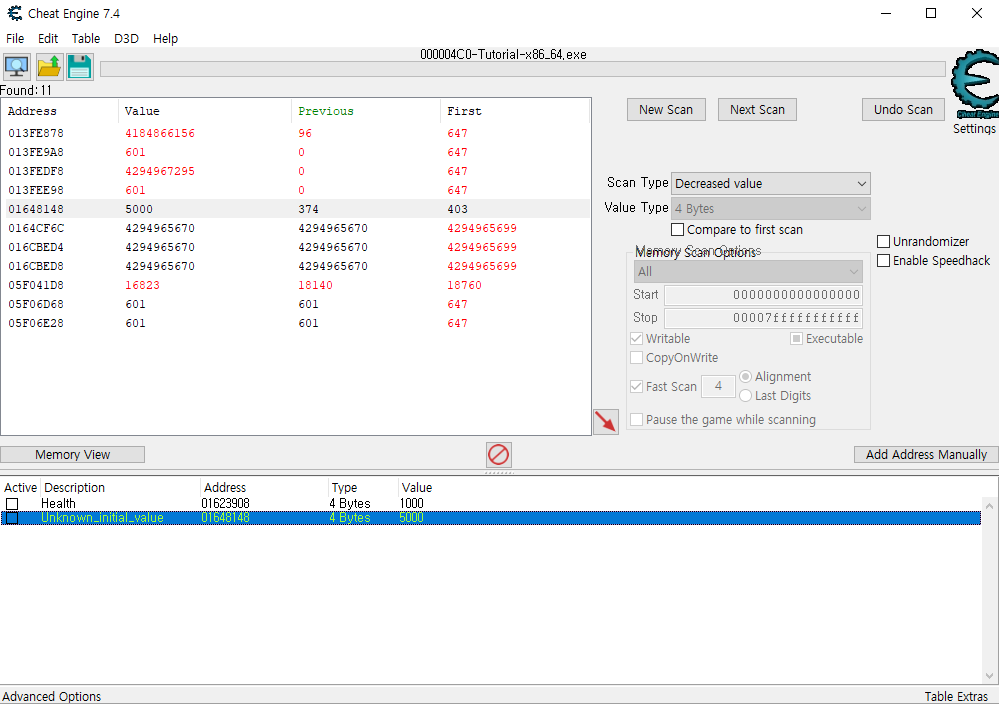 Cheat Engine 7.4
File Edit Table D3D Help
000004C0-Tutorial-x86_64.exe
Found: 11
Address Value Previous First
013FE878 4184866156 96 647
013FE9A8 601 0 647
013FEDF8 4294967295 0 647
013FEE98 601 0 647
01648148 5000 374 403
0164CF6C 4294965670 4294965670 4294965699
016CBED4 4294965670 4294965670 4294965699
016CBED8 4294965670 4294965670 4294965699
05F041D8 16823 18140 18760
05F06D68 601 601 647
05F06E28 601 601 647
New Scan Next Scan Undo Scan
Cheat Engine
Settings
Scan Type Decreased value
Value Type 4 Bytes
Compare to first scan
Memory Scan Options
Memory Scan Options
All
Start 0000000000000000
Stop 00007fffffffffff
Writable Executable
CopyOnWrite
Fast Scan 4 Alignment
Last Digits
Pause the game while scanning
Unrandomizer
Enable Speedhack
Memory View Add Address Manually
Active Description Address Type Value
Health 01623908 4 Bytes 1000
Unknown_initial_value 01648148 4 Bytes 5000
Advanced Options Table Extras